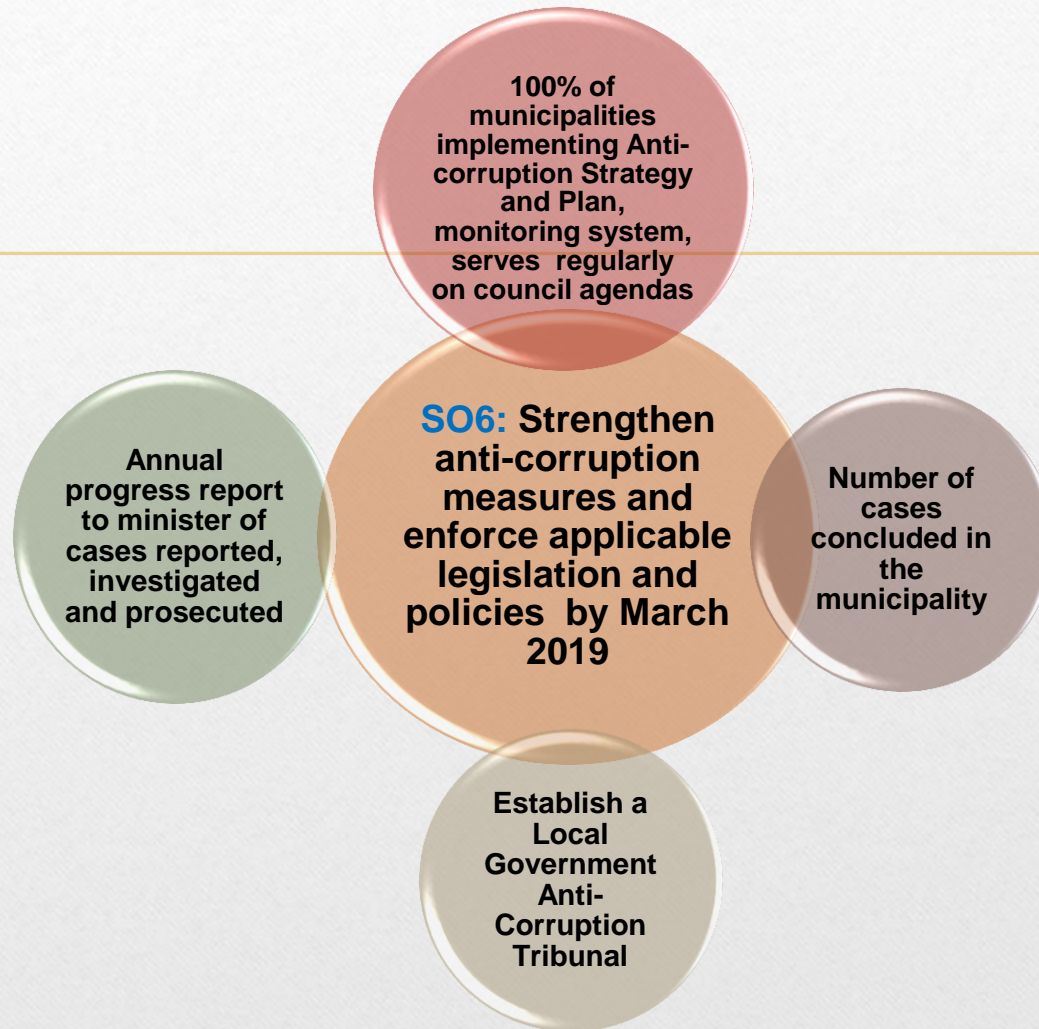 100% of
municipalities
implementing Anti-
corruption Strategy
and Plan,
monitoring system,
serves regularly
on council agendas
SO6: Strengthen
anti-corruption
measures and
enforce applicable
legislation and
policies by March
2019
Annual
progress report
to minister of
cases reported,
investigated
and prosecuted
Number of
cases
concluded in
the
municipality
Establish a
Local
Government
Anti-
Corruption
Tribunal